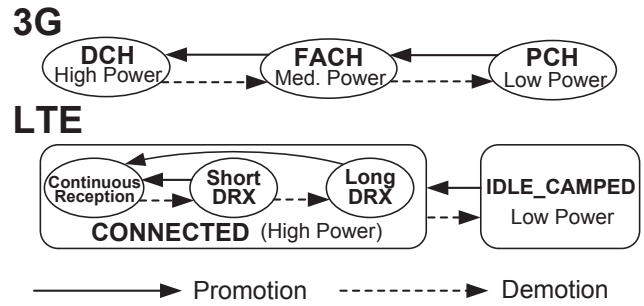 3G
DCH
High Power
FACH
Med. Power
PCH
Low Power
LTE
Continuous
Reception
Short
DRX
Long
DRX
CONNECTED (High Power)
IDLE_CAMPED
Low Power
Promotion
Demotion